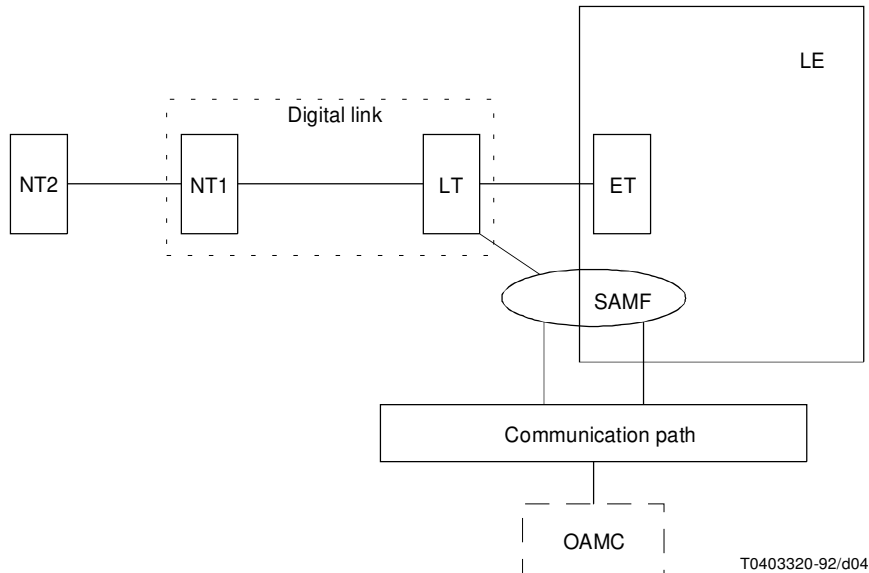 LE
Digital link
NT2
NT1
LT
ET
SAMF
Communication path
OAMC
T0403320-92/d04